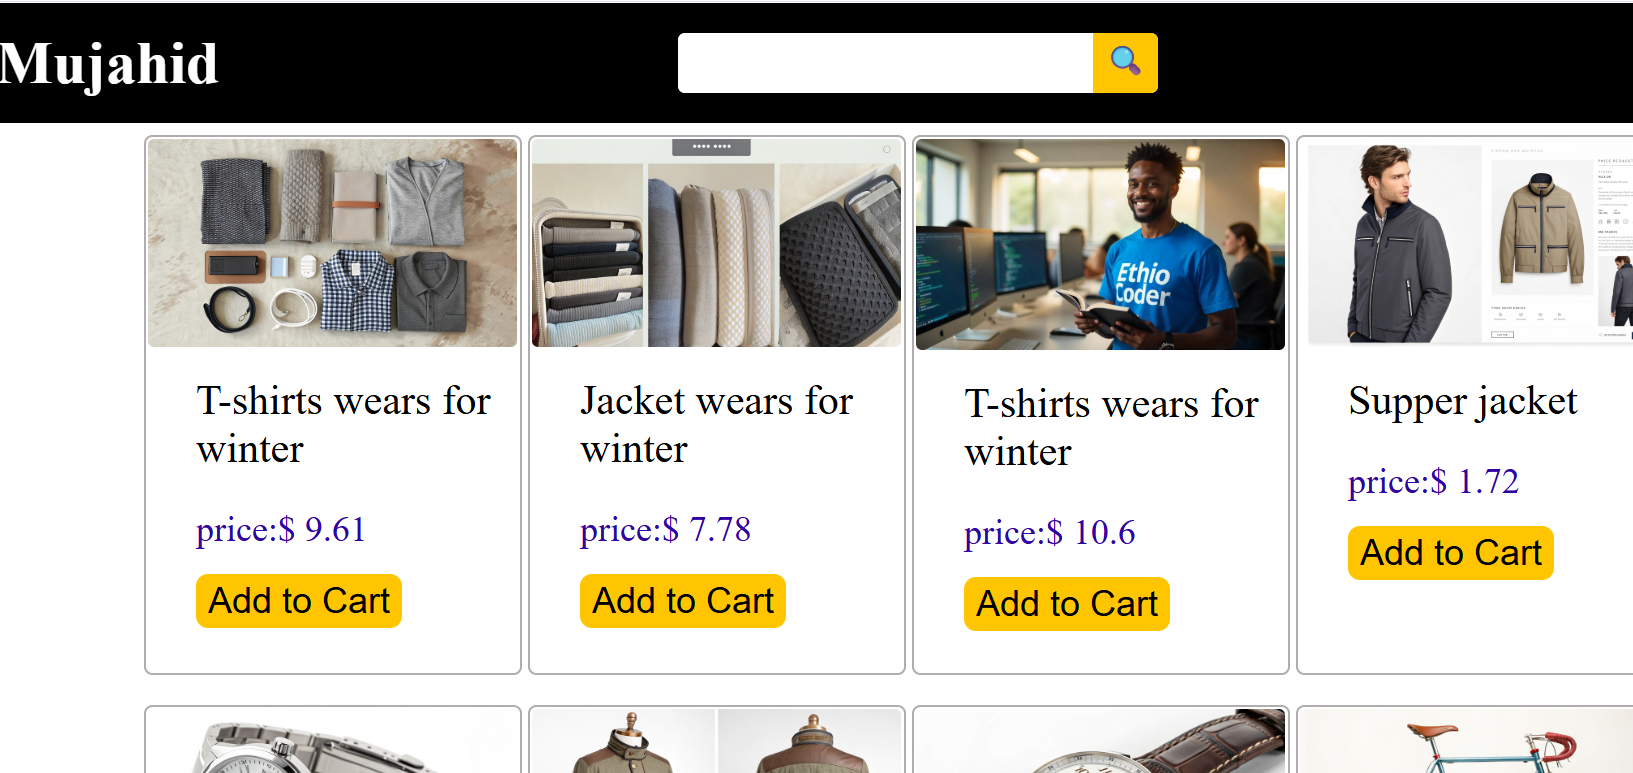 Mujahid
Ethio
Coder
T-shirts wears for
winter
price:$ 9.61
Add to Cart
Jacket wears for
winter
price:$ 7.78
Add to Cart
T-shirts wears for
winter
price:$ 10.6
Add to Cart
Supper jacket
price:$ 1.72
Add to Cart